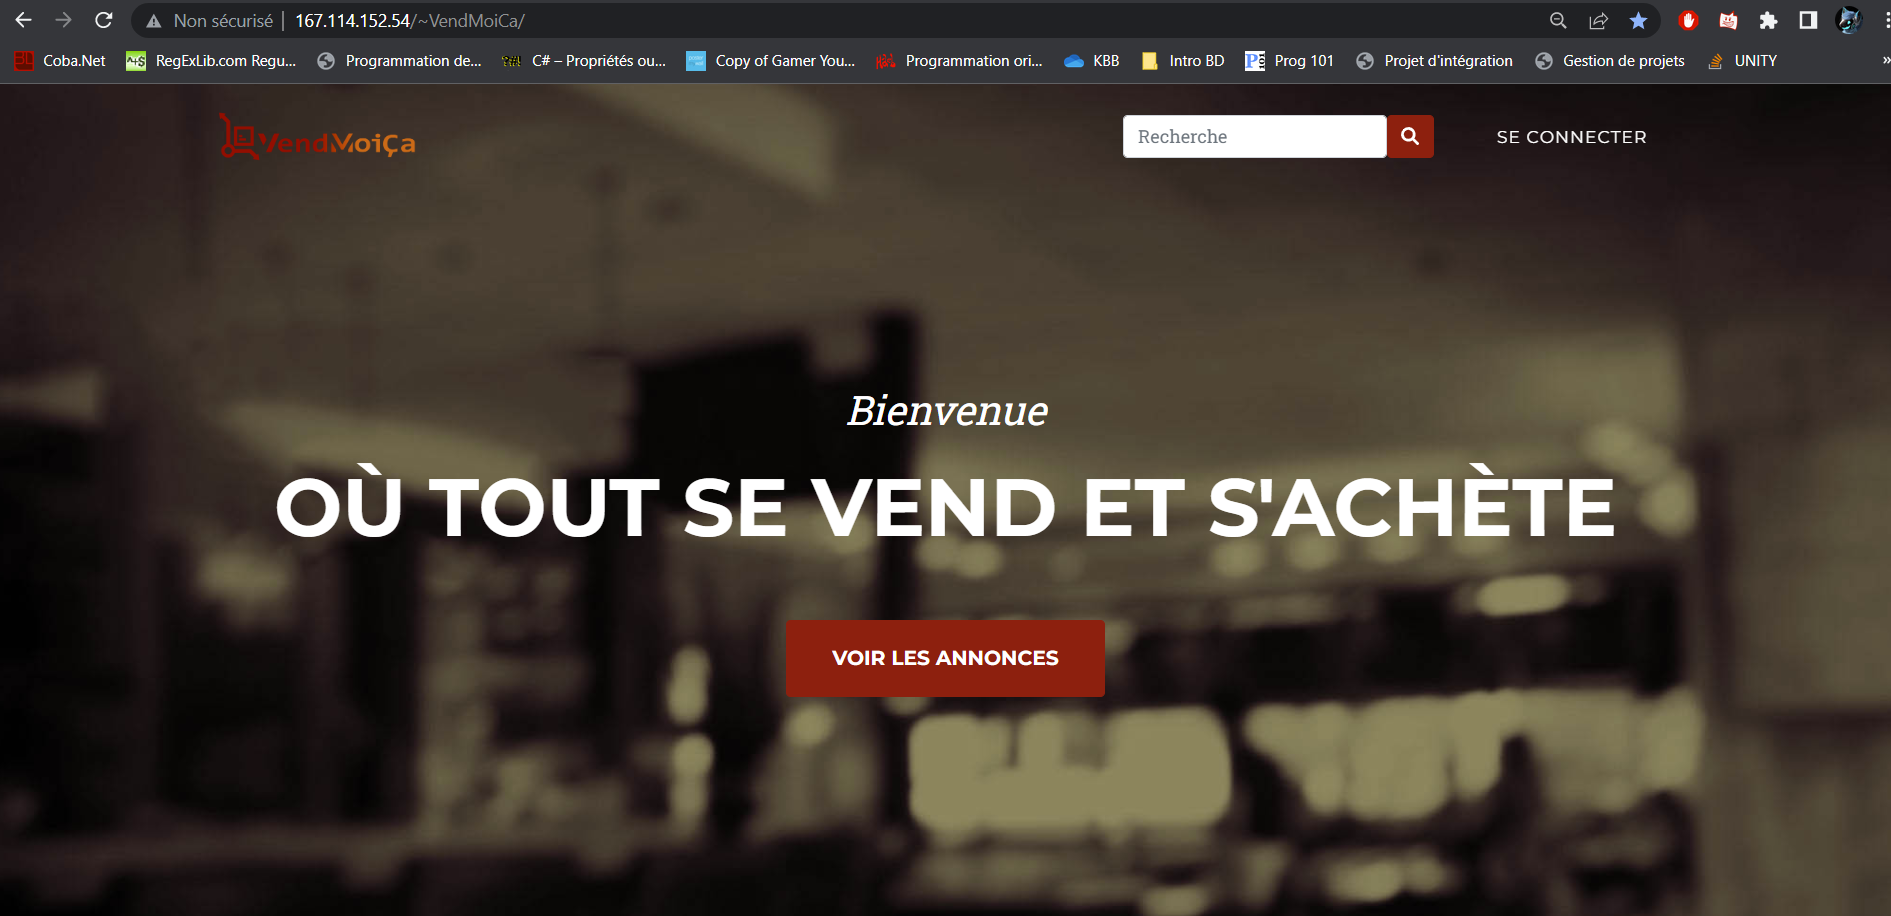 Non sécurisé | 167.114.152.54/~VendMoiCa/
Coba.Net RegExLib.com Regu... Programmation de... C# – Propriétés ou... Copy of Gamer You... Programmation ori... KBB Intro BD Prog 101 Projet d'intégration Gestion de projets UNITY »
VendMoiÇa Recherche SE CONNECTER
Bienvenue
OÙ TOUT SE VEND ET S'ACHÈTE
VOIR LES ANNONCES